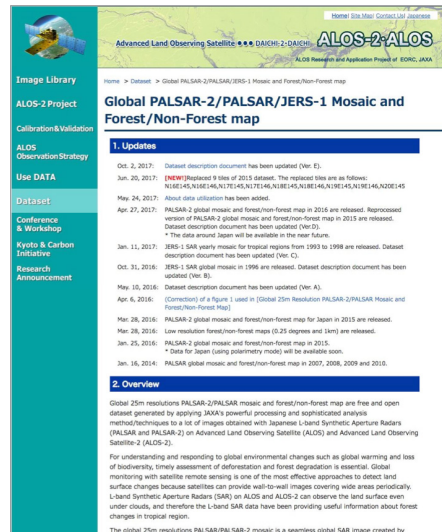 Home| Site Map| Contact Us| Japanese
Advanced Land Observing Satellite ●●● DAICHI-2・DAICHI
ALOS-2・ALOS
ALOS Research and Application Project of EORC, JAXA
Image Library
ALOS-2 Project
Calibration&Validation
ALOS
Observation Strategy
Use DATA
Dataset
Conference
& Workshop
Kyoto & Carbon
Initiative
Research
Announcement
Home > Dataset > Global PALSAR-2/PALSAR/JERS-1 Mosaic and Forest/Non-Forest map
Global PALSAR-2/PALSAR/JERS-1 Mosaic and
Forest/Non-Forest map
1. Updates
Oct. 2, 2017: Dataset description document has been updated (Ver. E).
Jun. 20, 2017: [NEW!]Replaced 9 tiles of 2015 dataset. The replaced tiles are as follows:
N16E145,N16E146,N17E145,N17E146,N18E145,N18E146,N19E145,N19E146,N20E145
May. 24, 2017: About data utilization has been added.
Apr. 27, 2017: PALSAR-2 global mosaic and forest/non-forest map in 2016 are released. Reprocessed
version of PALSAR-2 global mosaic and forest/non-forest map in 2015 are released.
Dataset description document has been updated (Ver.D).
* The data around Japan will be available in the near future.
Jan. 11, 2017: JERS-1 SAR yearly mosaic for tropical regions from 1993 to 1998 are released. Dataset
description document has been updated (Ver. C).
Oct. 31, 2016: JERS-1 SAR global mosaic in 1996 are released. Dataset description document has been
updated (Ver. B).
May. 10, 2016: Dataset description document has been updated (Ver. A).
Apr. 6, 2016: (Correction) of a figure 1 used in [Global 25m Resolution PALSAR-2/PALSAR Mosaic and
Forest/Non-Forest Map]
Mar. 28, 2016: PALSAR-2 global mosaic and forest/non-forest map for Japan in 2015 are released.
Mar. 28, 2016: Low resolution forest/non-forest maps (0.25 degrees and 1km) are released.
Jan. 25, 2016: PALSAR-2 global mosaic and forest/non-forest map in 2015.
* Data for Japan (using polarimetry mode) will be available soon.
Jan. 16, 2014: PALSAR global mosaic and forest/non-forest map in 2007, 2008, 2009 and 2010.
2. Overview
Global 25m resolution PALSAR-2/PALSAR mosaic and forest/non-forest map are free and open
dataset generated by applying JAXA's powerful processing and sophisticated analysis
method/techniques to a lot of images obtained with Japanese L-band Synthetic Aperture Radars
(PALSAR and PALSAR-2) on Advanced Land Observing Satellite (ALOS) and Advanced Land Observing
Satellite-2 (ALOS-2).
For understanding and responding to global environmental changes such as global warming and loss
of biodiversity, timely assesment of deforestation and forest degradation is essential. Global
monitoring with satellite remote sensing is one of the most effective approaches to detect land
surface changes because satellites can provide wall-to-wall images covering wide areas periodically.
L-band Synthetic Aperture Radars (SAR) on ALOS and ALOS-2 can observe the land surface even
under clouds, and therefore the L-band SAR data have been providing useful information about forest
changes in tropical region.
The global 25m resolutions PALSAR/PALSAR-2 mosaic is a seamless global SAR image created by